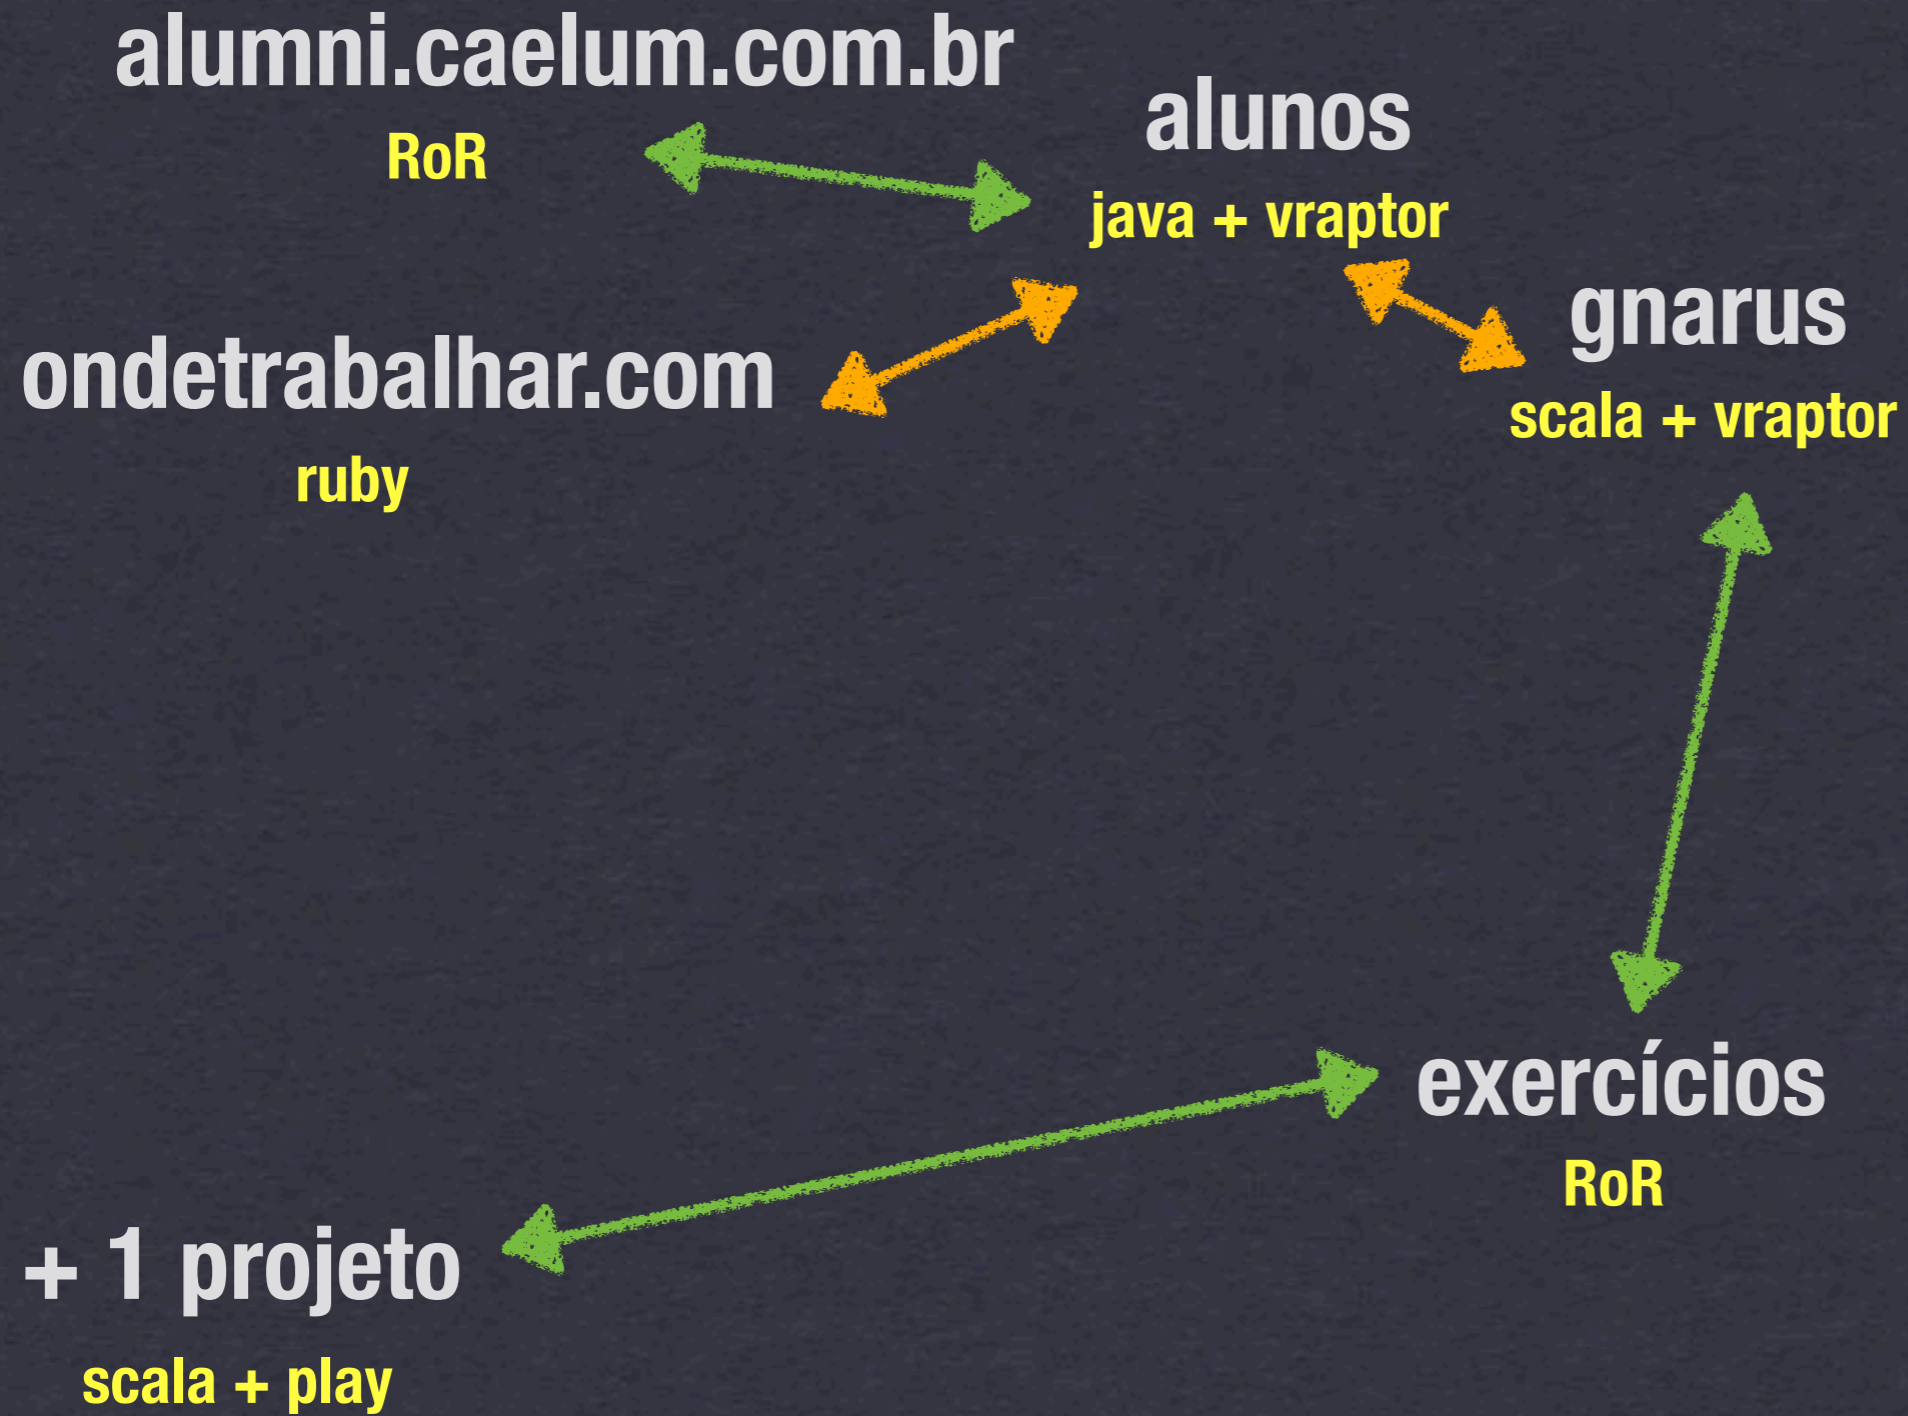 alumni.caelum.com.br
RoR
alunos
java + vraptor
ondetrabalhar.com
ruby
gnarus
scala + vraptor
exercícios
RoR
+ 1 projeto
scala + play